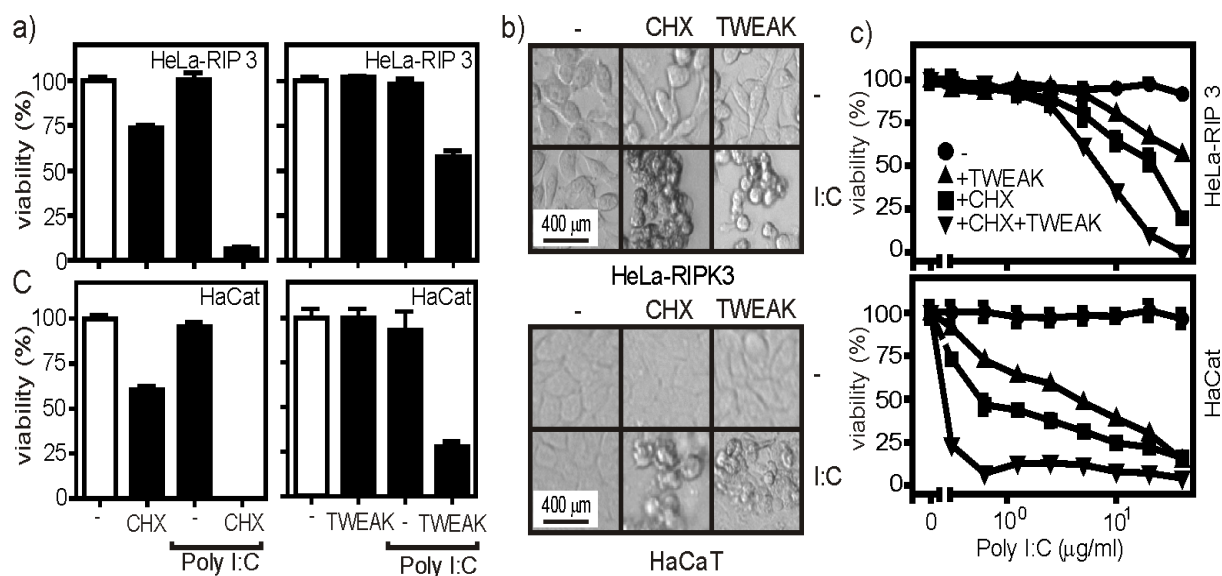 a)
HeLa-RIP 3
HeLa-RIP 3
viability (%)
100
75
50
25
0
C
HaCat
HaCat
viability (%)
100
75
50
25
0
- CHX - CHX
- TWEAK - TWEAK
Poly I:C
Poly I:C
b)
- CHX TWEAK
-
I:C
400 µm
HeLa-RIPK3
- CHX TWEAK
-
I:C
400 µm
HaCaT
c)
viability (%)
100
75
50
25
0
-
+TWEAK
+CHX
+CHX+TWEAK
HeLa-RIP 3
viability (%)
100
75
50
25
0
HaCat
0 10⁰ 10¹
Poly I:C (µg/ml)